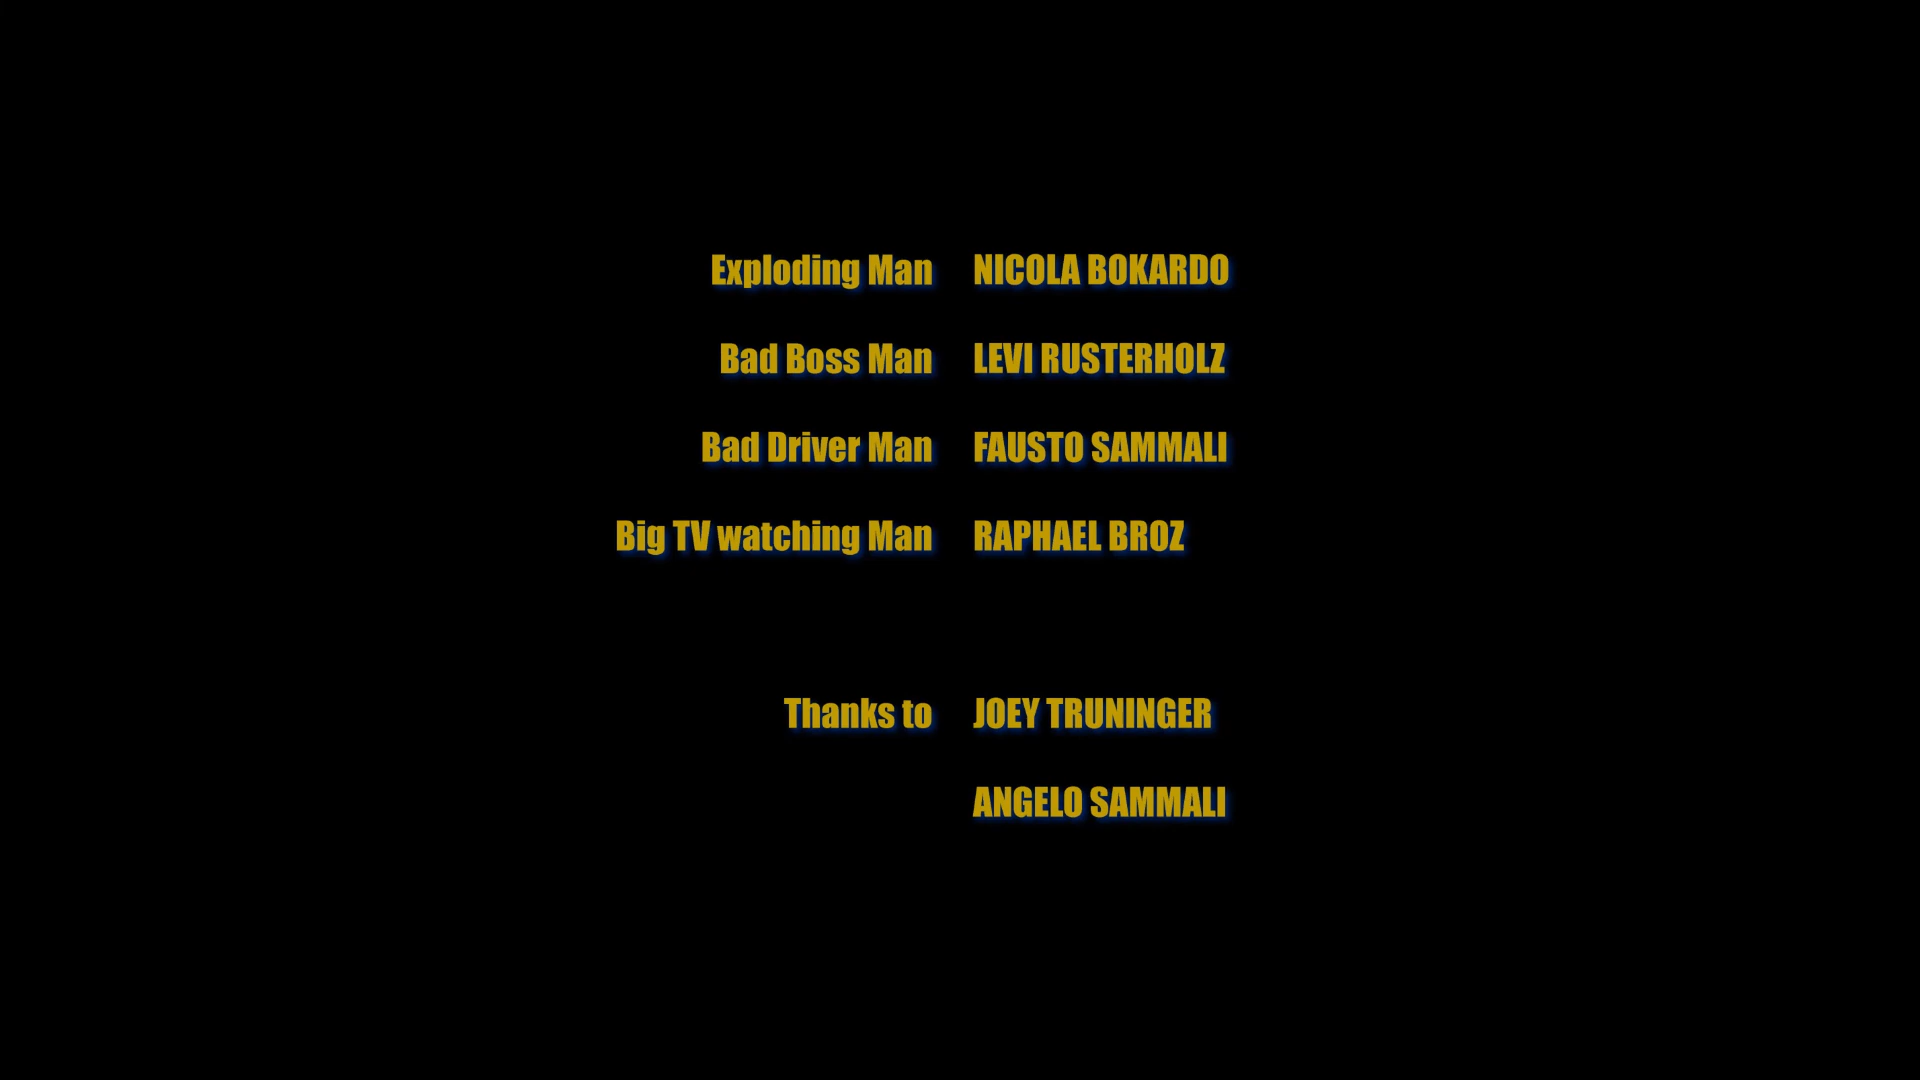 Exploding Man NICOLA BOKARDO
Bad Boss Man LEVI RUSTERHOLZ
Bad Driver Man FAUSTO SAMMALI
Big TV watching Man RAPHAEL BROZ
Thanks to JOEY TRUNINGER
ANGELO SAMMALI